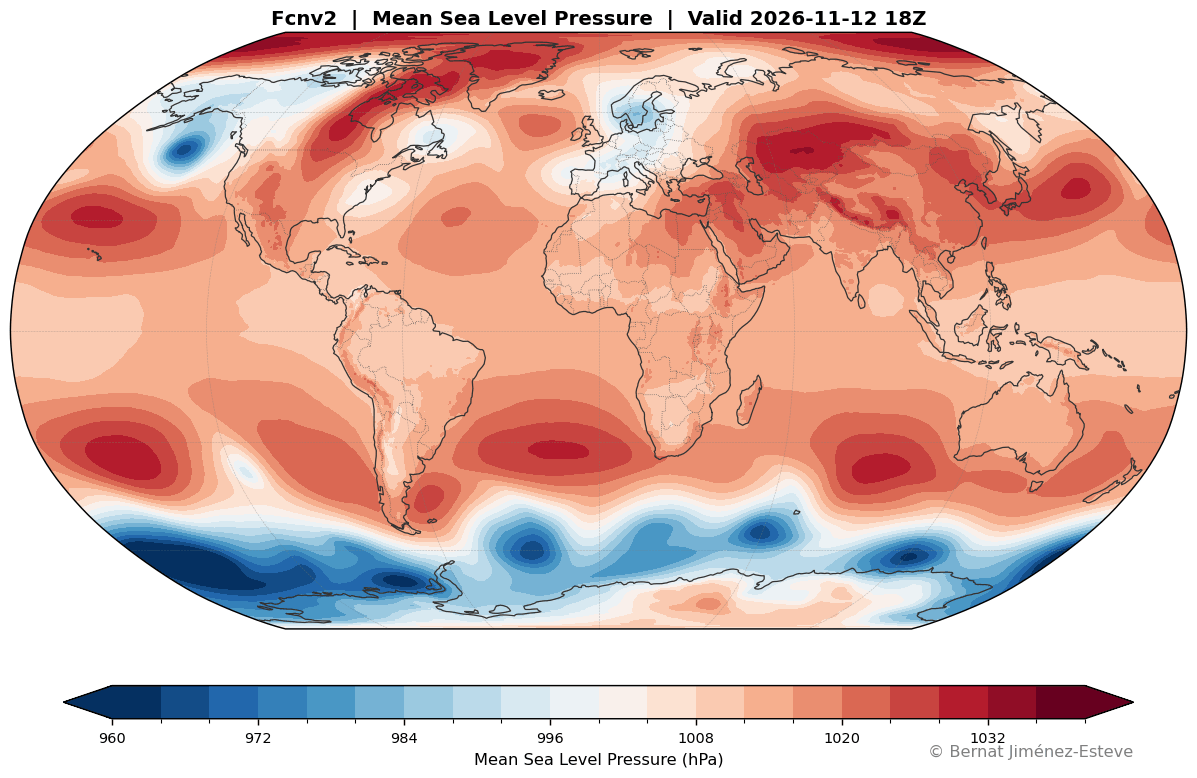 Fcnv2 | Mean Sea Level Pressure | Valid 2026-11-12 18Z
960 972 984 996 1008 1020 1032
Mean Sea Level Pressure (hPa)
© Bernat Jiménez-Esteve